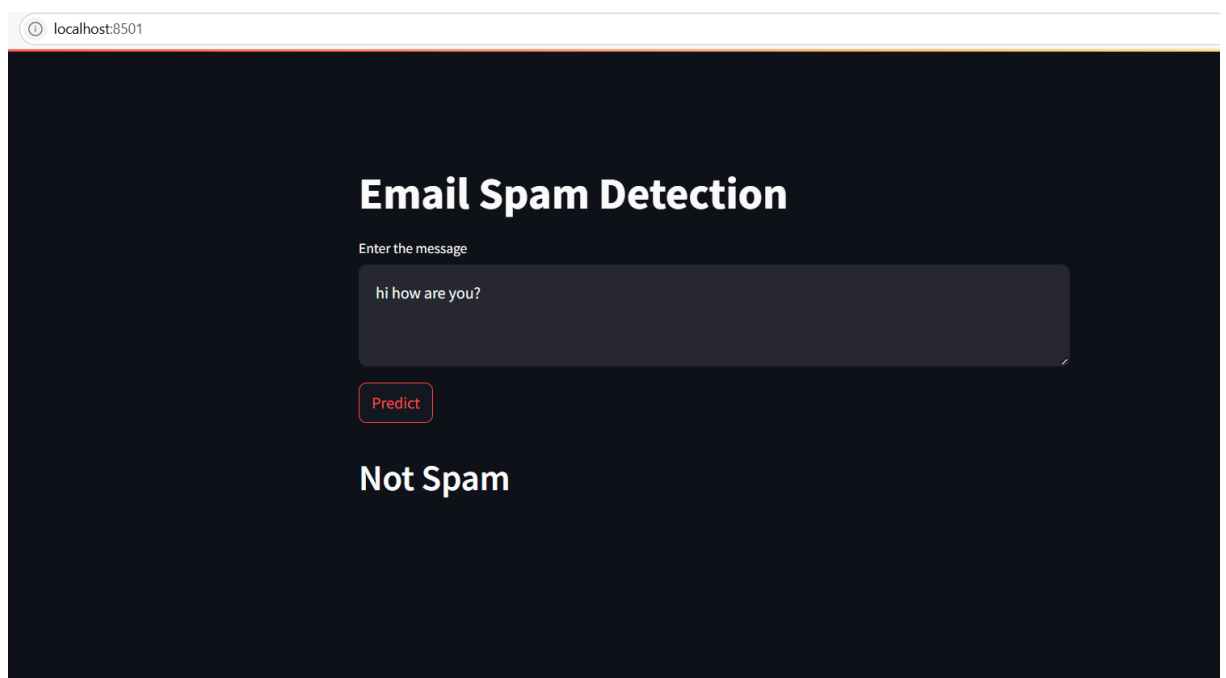 localhost:8501
Email Spam Detection
Enter the message
hi how are you?
Predict
Not Spam